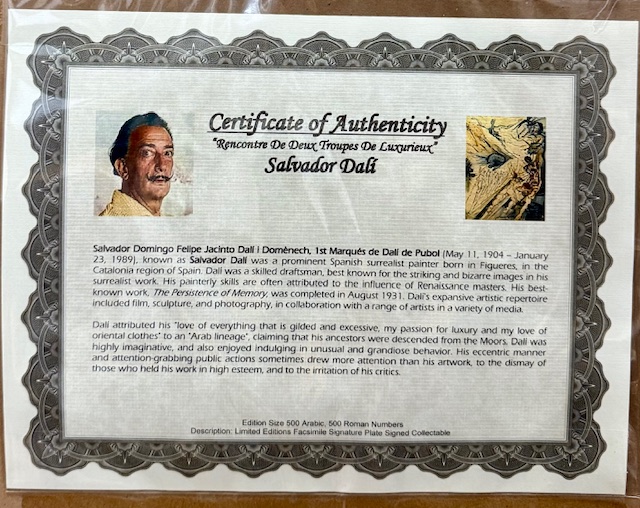 Certificate of Authenticity
"Rencontre De Deux Troupes De Luxurieux"
Salvador Dalí
Salvador Domingo Felipe Jacinto Dalí i Domènech, 1st Marqués de Dalí de Pubol (May 11, 1904 – January
23, 1989), known as Salvador Dalí was a prominent Spanish surrealist painter born in Figueres, in the
Catalonia region of Spain. Dalí was a skilled draftsman, best known for the striking and bizarre images in his
surrealist work. His painterly skills are often attributed to the influence of Renaissance masters. His best-
known work, The Persistence of Memory, was completed in August 1931. Dalí's expansive artistic repertoire
included film, sculpture, and photography, in collaboration with a range of artists in a variety of media.
Dalí attributed his "love of everything that is gilded and excessive, my passion for luxury and my love of
oriental clothes" to an "Arab lineage", claiming that his ancestors were descended from the Moors. Dalí was
highly imaginative, and also enjoyed indulging in unusual and grandiose behavior. His eccentric manner
and attention-grabbing public actions sometimes drew more attention than his artwork, to the dismay of
those who held his work in high esteem, and to the irritation of his critics.
Edition Size 500 Arabic, 500 Roman Numbers
Description: Limited Editions Facsimile Signature Plate Signed Collectable